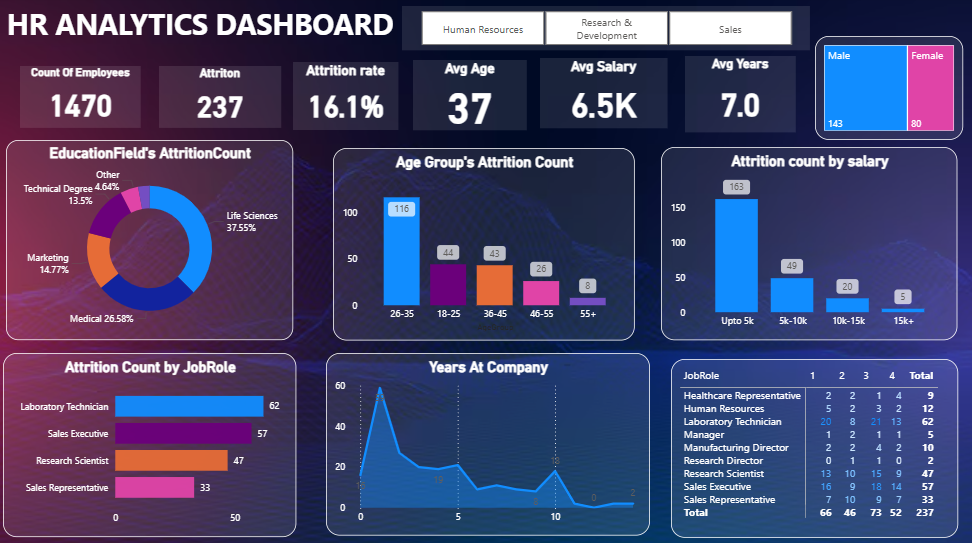 HR ANALYTICS DASHBOARD
Human Resources
Research &
Development
Sales
Count Of Employees
1470
Attriton
237
Attrition rate
16.1%
Avg Age
37
Avg Salary
6.5K
Avg Years
7.0
Male
Female
143
80
EducationField's AttritionCount
Other
4.64%
Technical Degree
13.5%
Life Sciences
37.55%
Marketing
14.77%
Medical 26.58%
Age Group's Attrition Count
100
50
0
116
44
43
26
8
26-35
18-25
36-45
46-55
55+
Attrition count by salary
150
100
50
0
163
49
20
5
Upto 5k
5k-10k
10k-15k
15k+
Attrition Count by JobRole
Laboratory Technician 62
Sales Executive 57
Research Scientist 47
Sales Representative 33
0 50
Years At Company
60
40
20
0
19
18
0
2
0 5 10
JobRole 1 2 3 4 Total
Healthcare Representative 2 2 1 4 9
Human Resources 5 2 3 2 12
Laboratory Technician 20 8 21 13 62
Manager 1 2 1 1 5
Manufacturing Director 2 2 4 2 10
Research Director 0 1 1 0 2
Research Scientist 13 10 15 9 47
Sales Executive 16 9 18 14 57
Sales Representative 7 10 9 7 33
Total 66 46 73 52 237